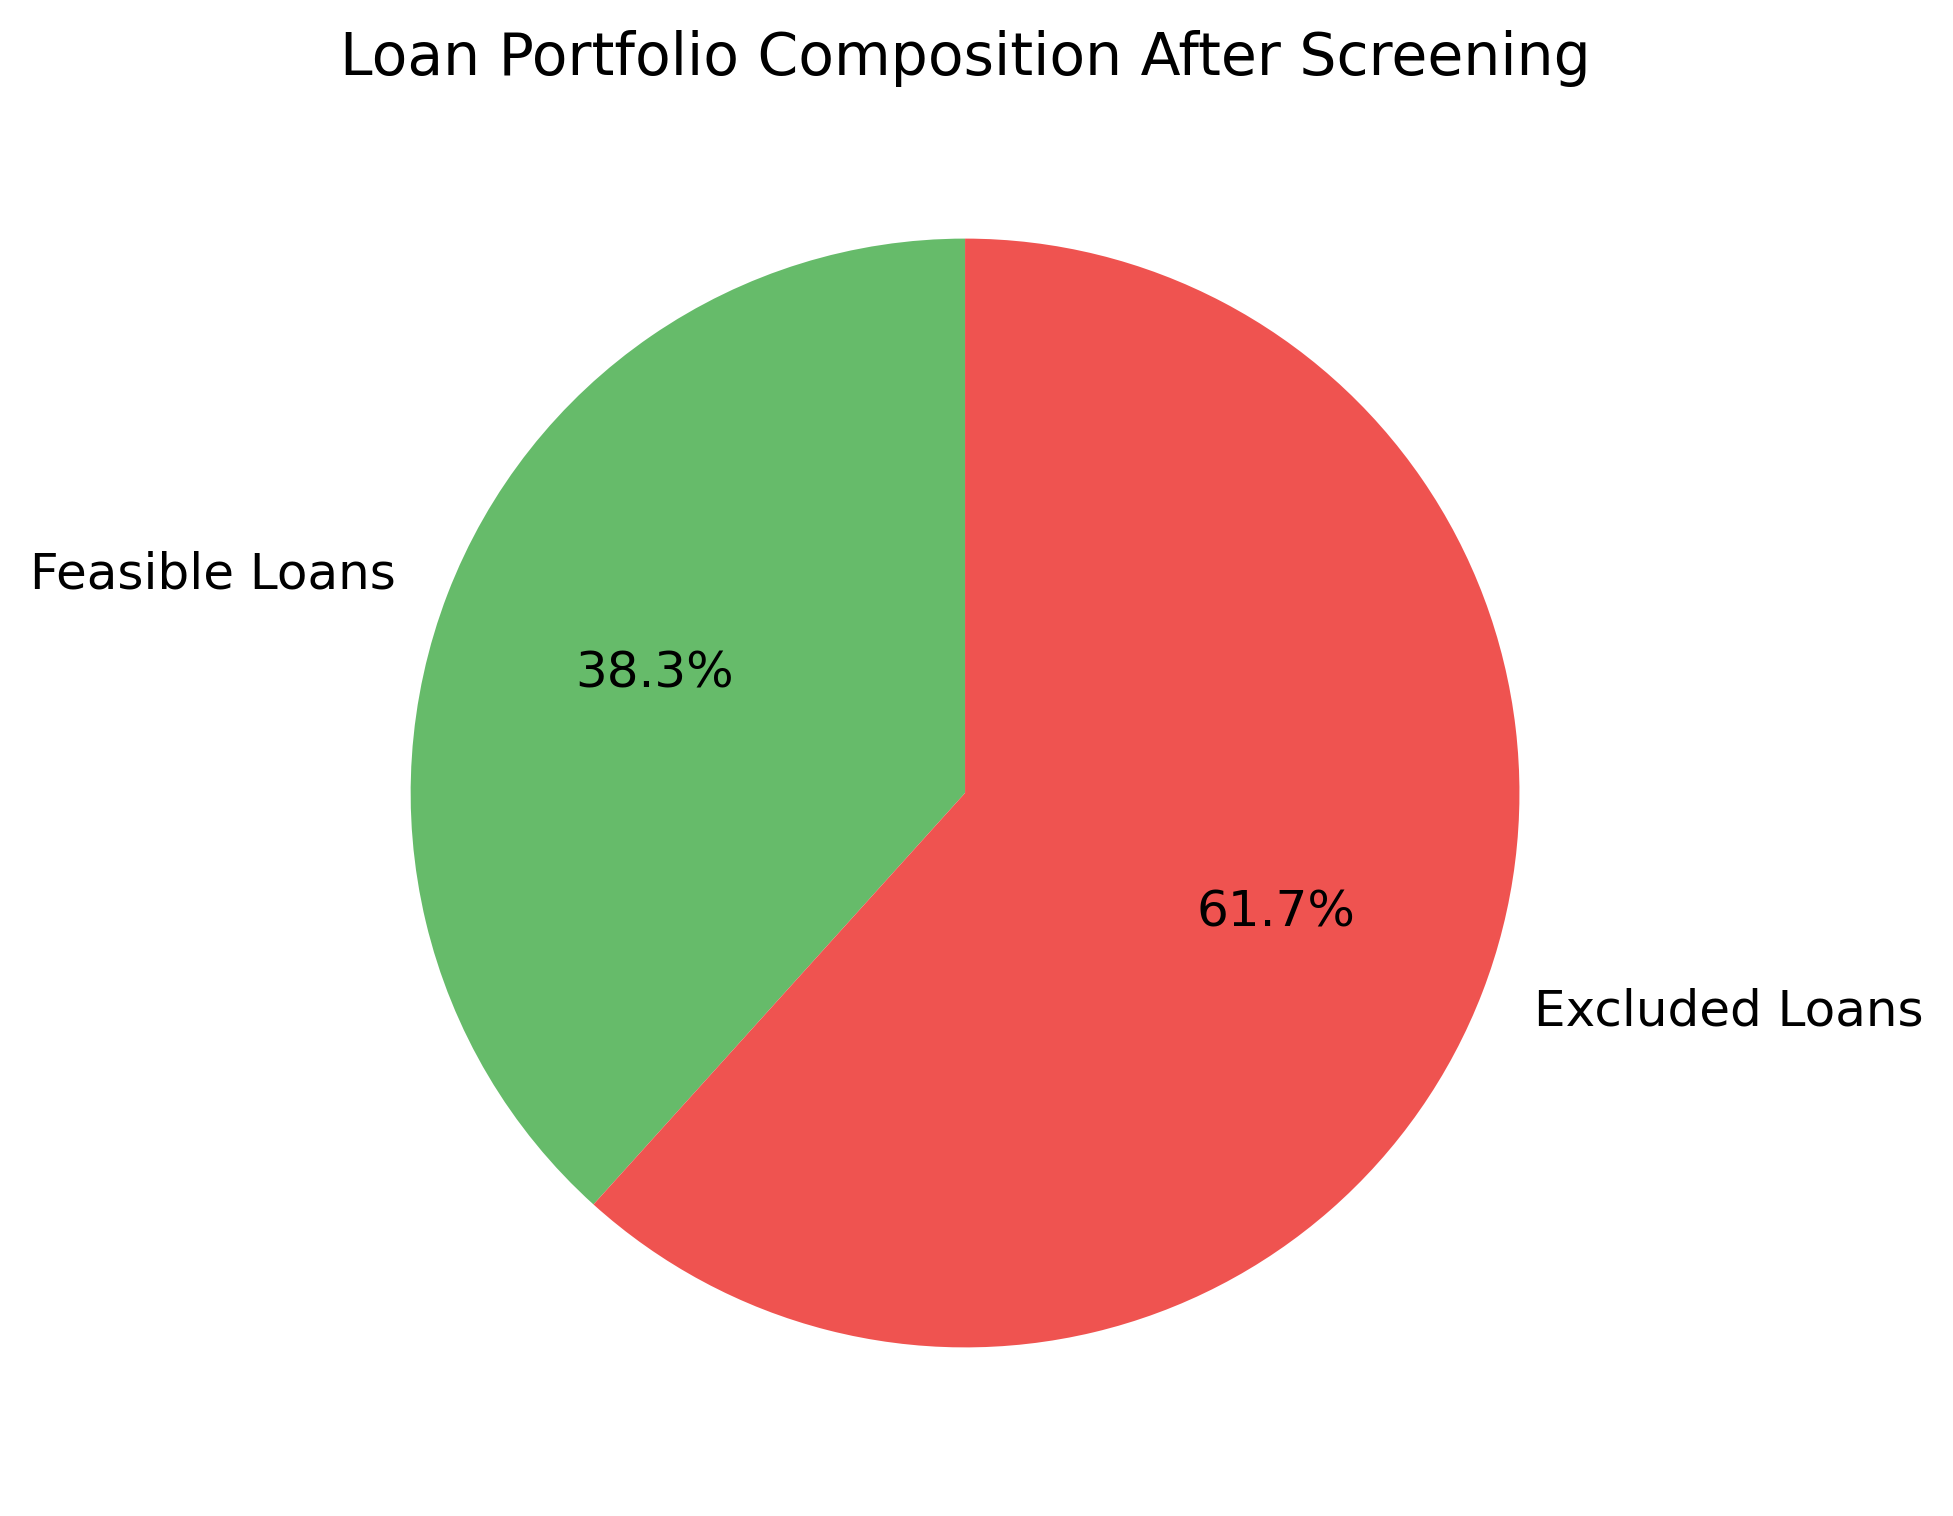 Loan Portfolio Composition After Screening
Feasible Loans
38.3%
61.7%
Excluded Loans